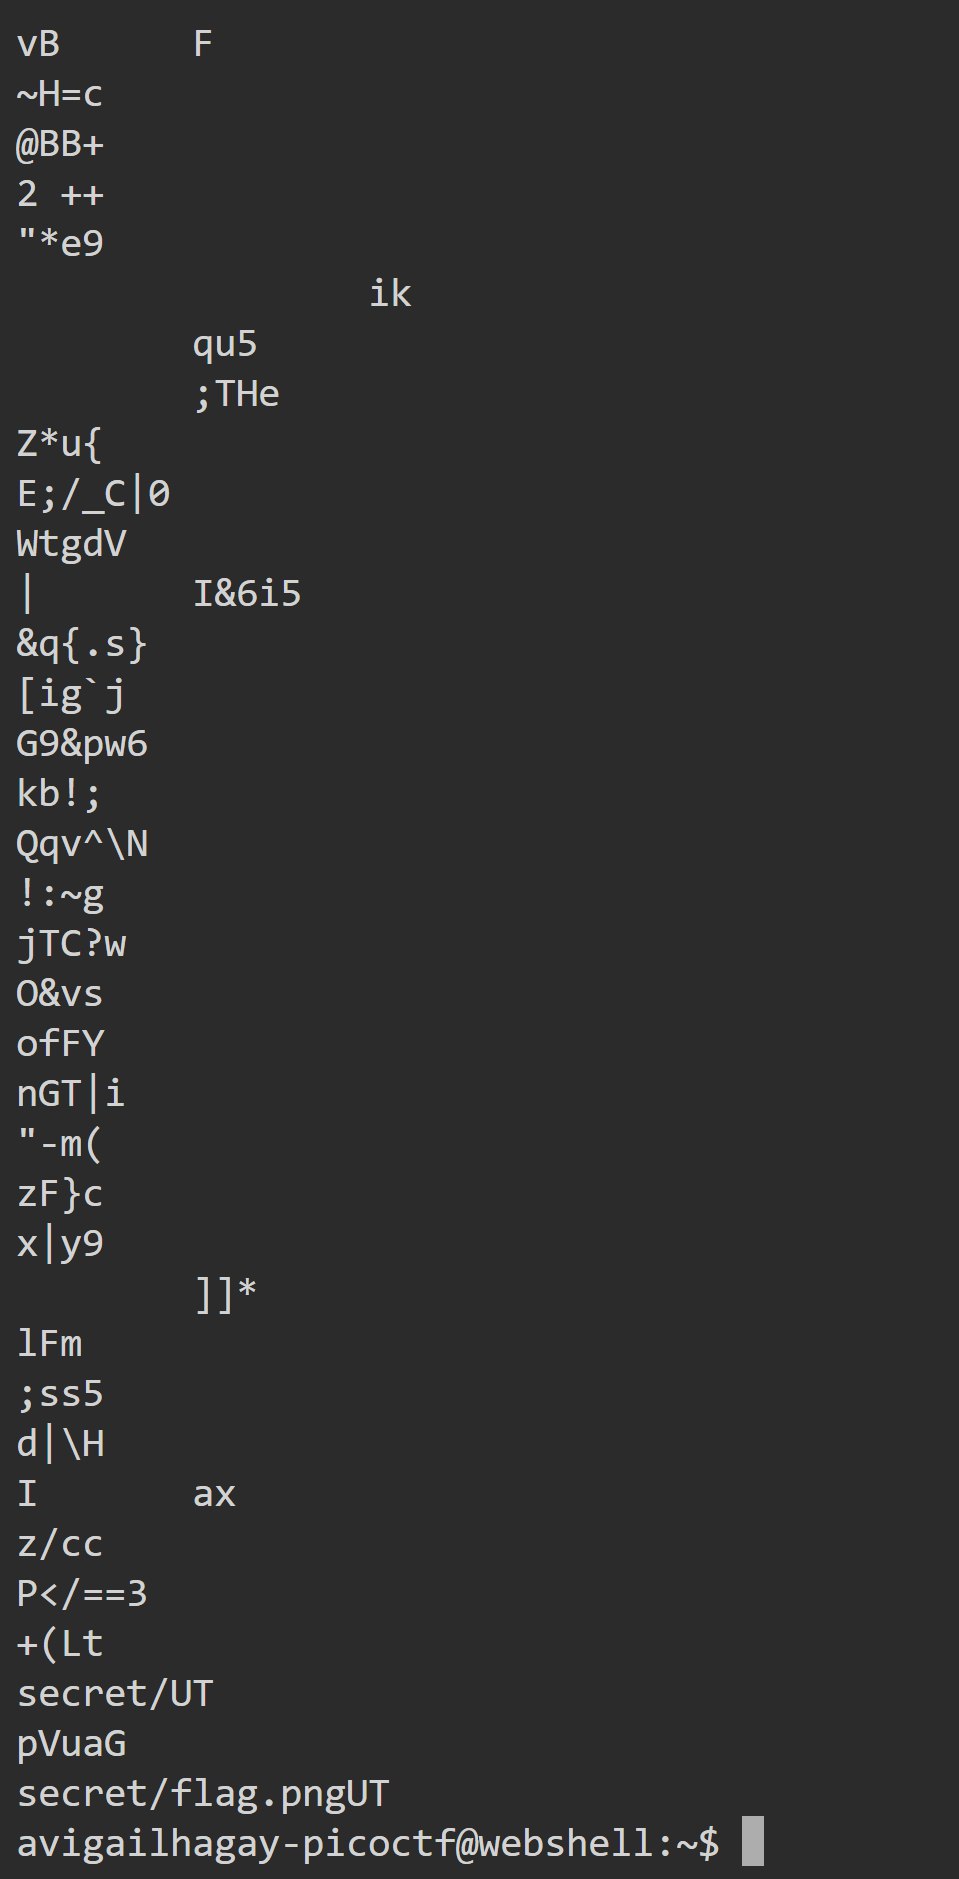 vB      F
~H=c
@BB+
2 ++
"*e9
                ik
        qu5
        ;THe
Z*u{
E;/_C|0
WtgdV
|       I&6i5
&q{.s}
[ig`j
G9&pw6
kb!;
Qqv^\N
!:~g
jTC?w
O&vs
ofFY
nGT|i
"-m(
zF}c
x|y9
        ]]*
lFm
;ss5
d|\H
I       ax
z/cc
P</==3
+(Lt
secret/UT
pVuaG
secret/flag.pngUT
avigailhagay-picoctf@webshell:~$